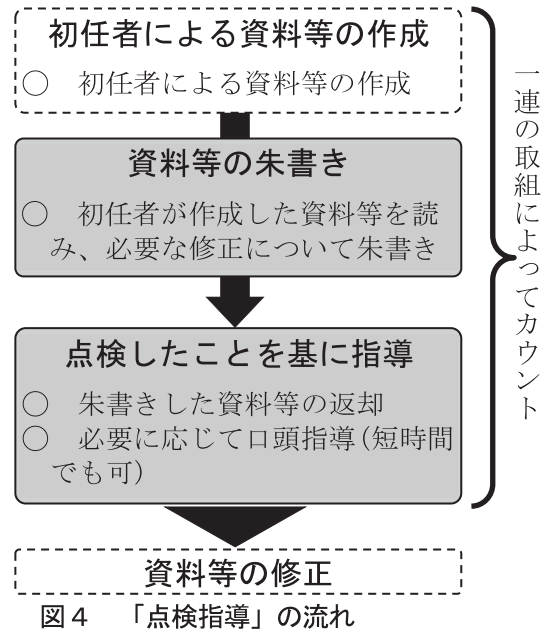 初任者による資料等の作成
○　初任者による資料等の作成
資料等の朱書き
○　初任者が作成した資料等を読
み、必要な修正について朱書き
点検したことを基に指導
○　朱書きした資料等の返却
○　必要に応じて口頭指導（短時間
でも可）
一連の取組によってカウント
資料等の修正
図４　「点検指導」の流れ